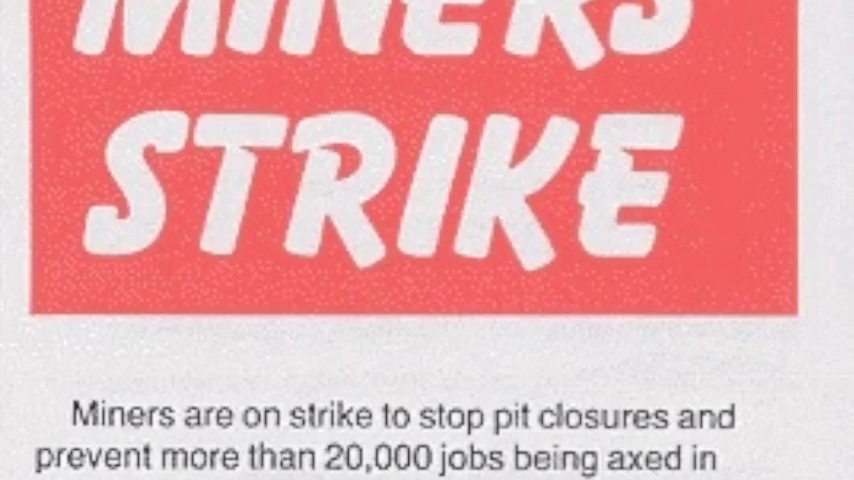 MINERS
STRIKE
Miners are on strike to stop pit closures and
prevent more than 20,000 jobs being axed in